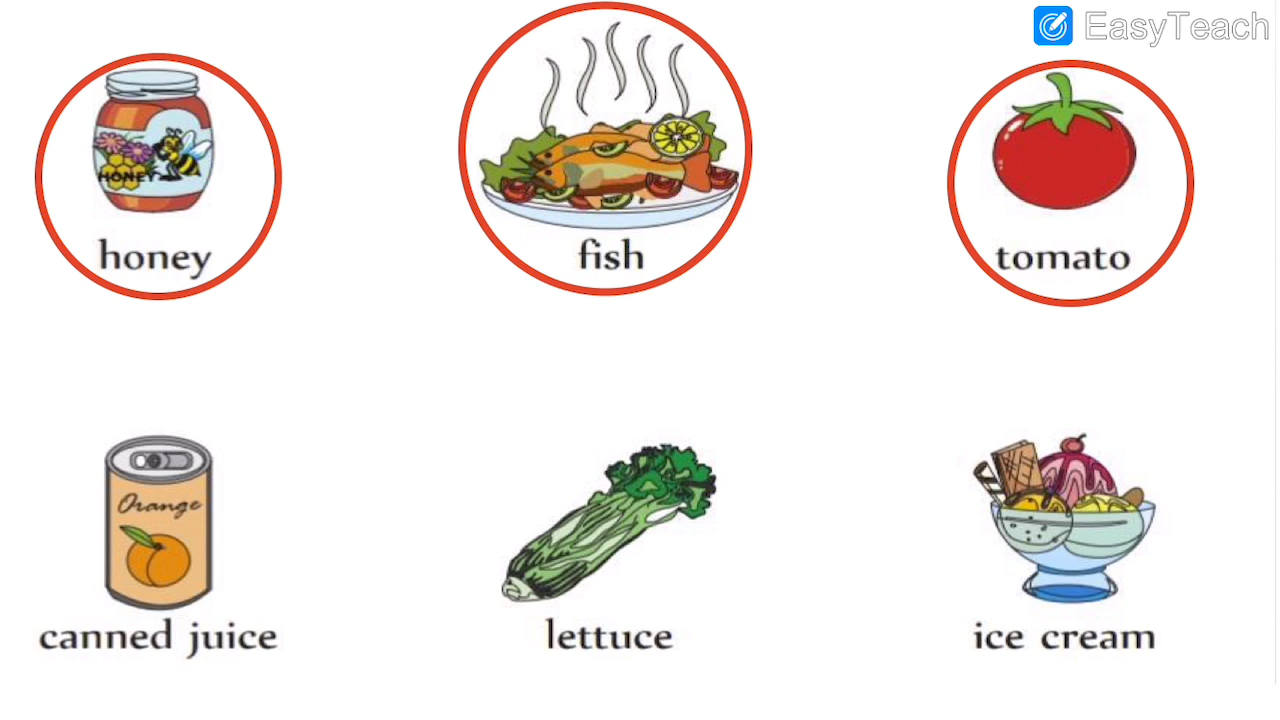 EasyTeach
HONEY
honey
fish
tomato
Orange
canned juice
lettuce
ice cream